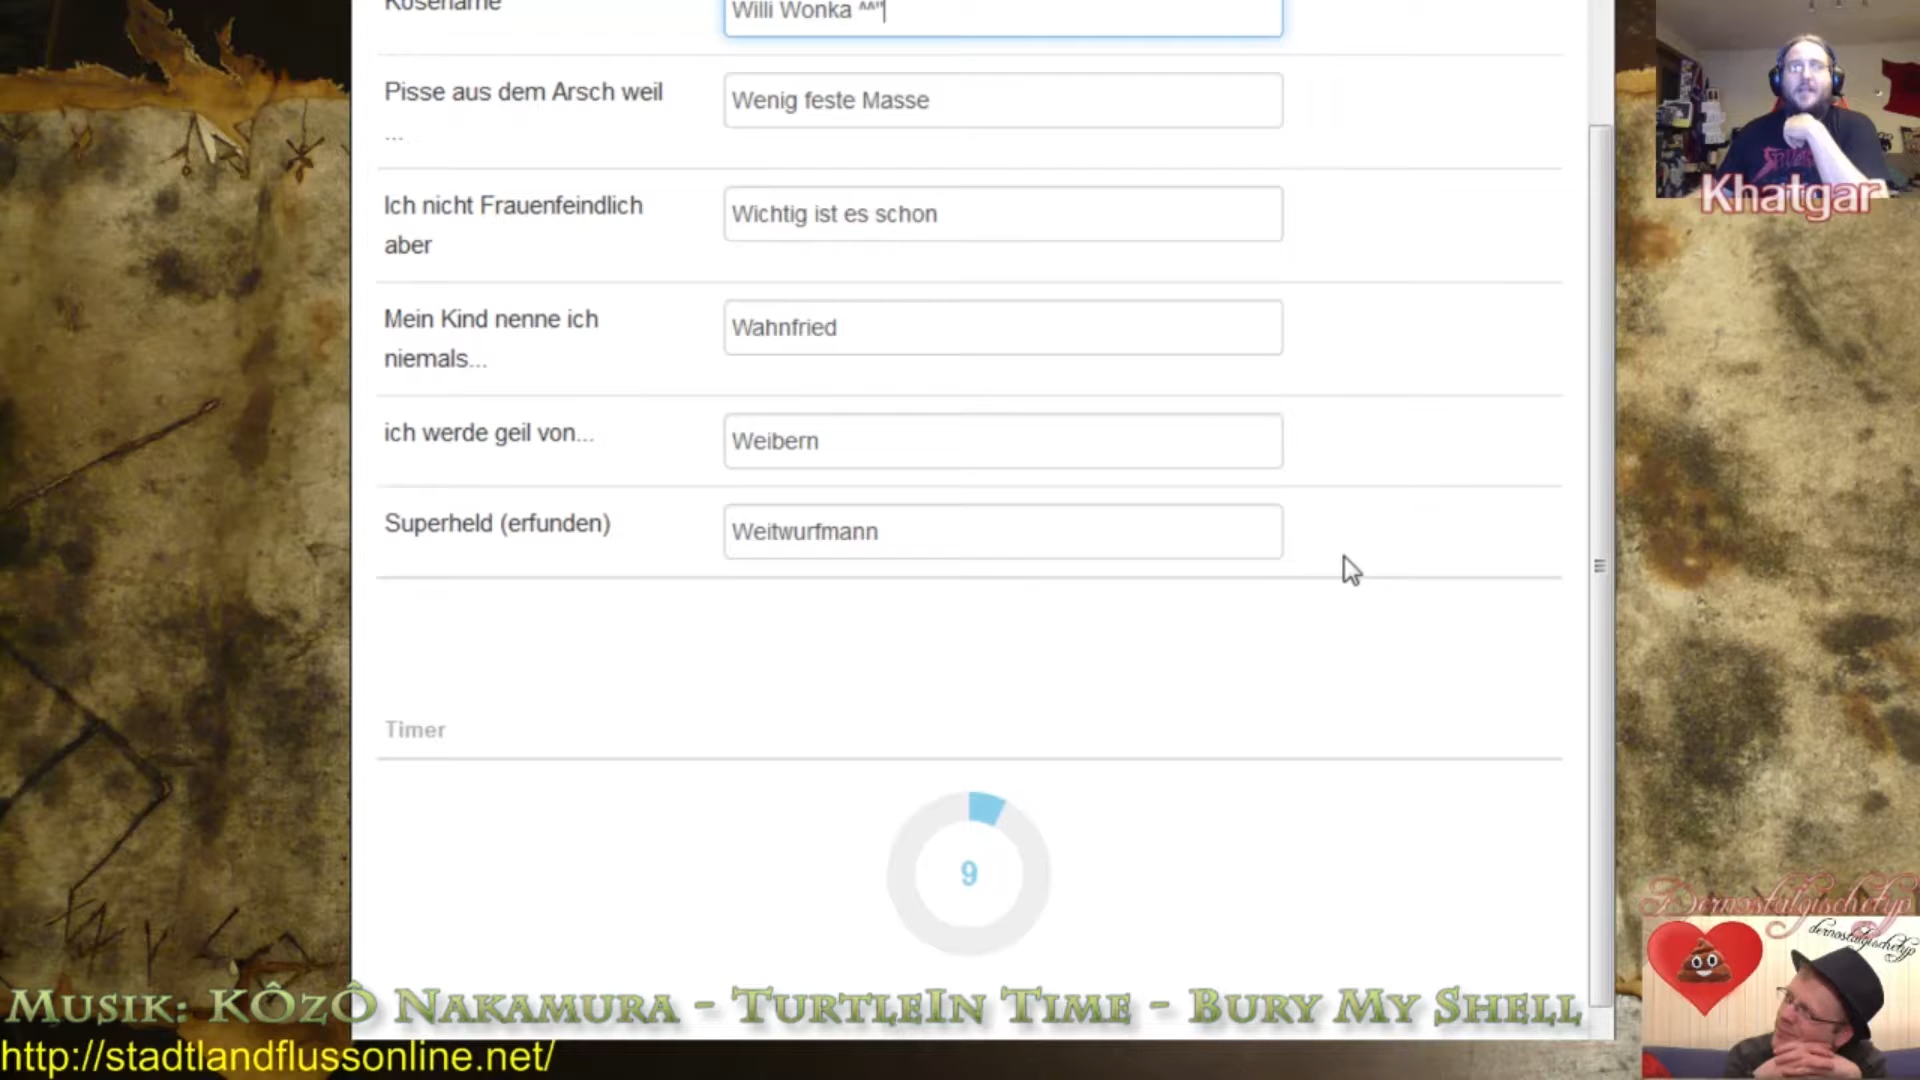 Kosename
Willi Wonka ^^"
Pisse aus dem Arsch weil
...
Wenig feste Masse
Ich nicht Frauenfeindlich
aber
Wichtig ist es schon
Mein Kind nenne ich
niemals...
Wahnfried
ich werde geil von...
Weibern
Superheld (erfunden)
Weitwurfmann
Timer
9
Khatgar
Dernostalgischetyp
dernostalgischetyp
Musik: KÔzÔ Nakamura - TurtleIn Time - Bury My Shell
http://stadtlandflussonline.net/